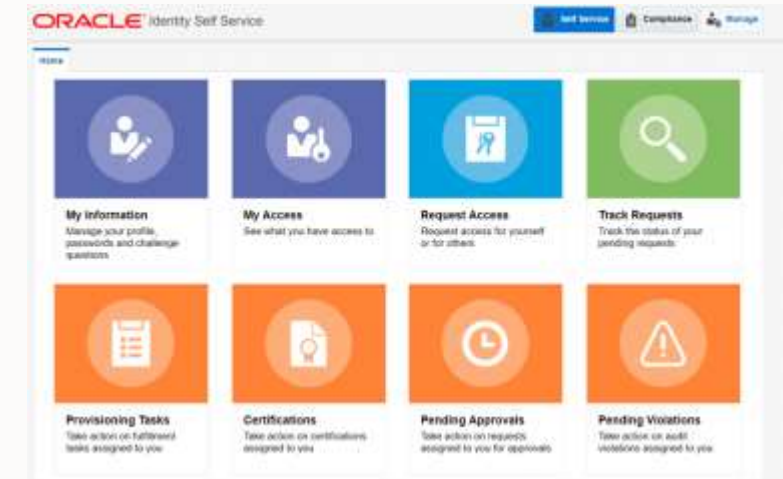 ORACLE Identity Self Service
Self Service Compliance Manage
Home
My Information
Manage your profile,
passwords and challenge
questions
My Access
See what you have access to
Request Access
Request access for yourself
or for others
Track Requests
Track the status of your
pending requests
Provisioning Tasks
Take action on fulfillment
tasks assigned to you
Certifications
Take action on certifications
assigned to you
Pending Approvals
Take action on requests
assigned to you for approvals
Pending Violations
Take action on audit
violations assigned to you